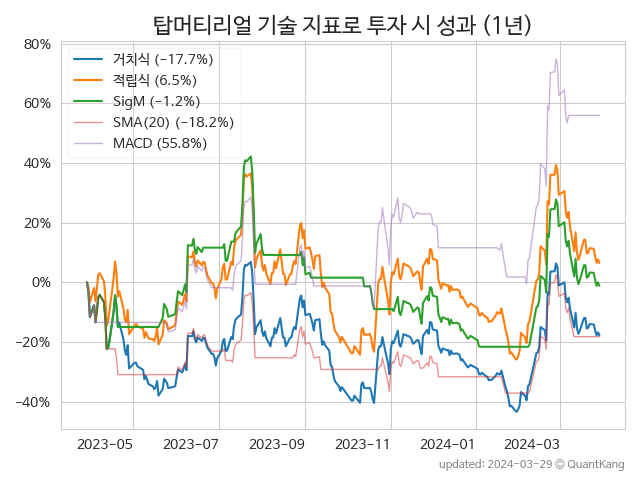 탑머티리얼 기술 지표로 투자 시 성과 (1년)
80%
60%
40%
20%
0%
−20%
−40%
거치식 (−17.7%)
적립식 (6.5%)
SigM (−1.2%)
SMA(20) (−18.2%)
MACD (55.8%)
2023-05
2023-07
2023-09
2023-11
2024-01
2024-03
updated: 2024-03-29 © QuantKang